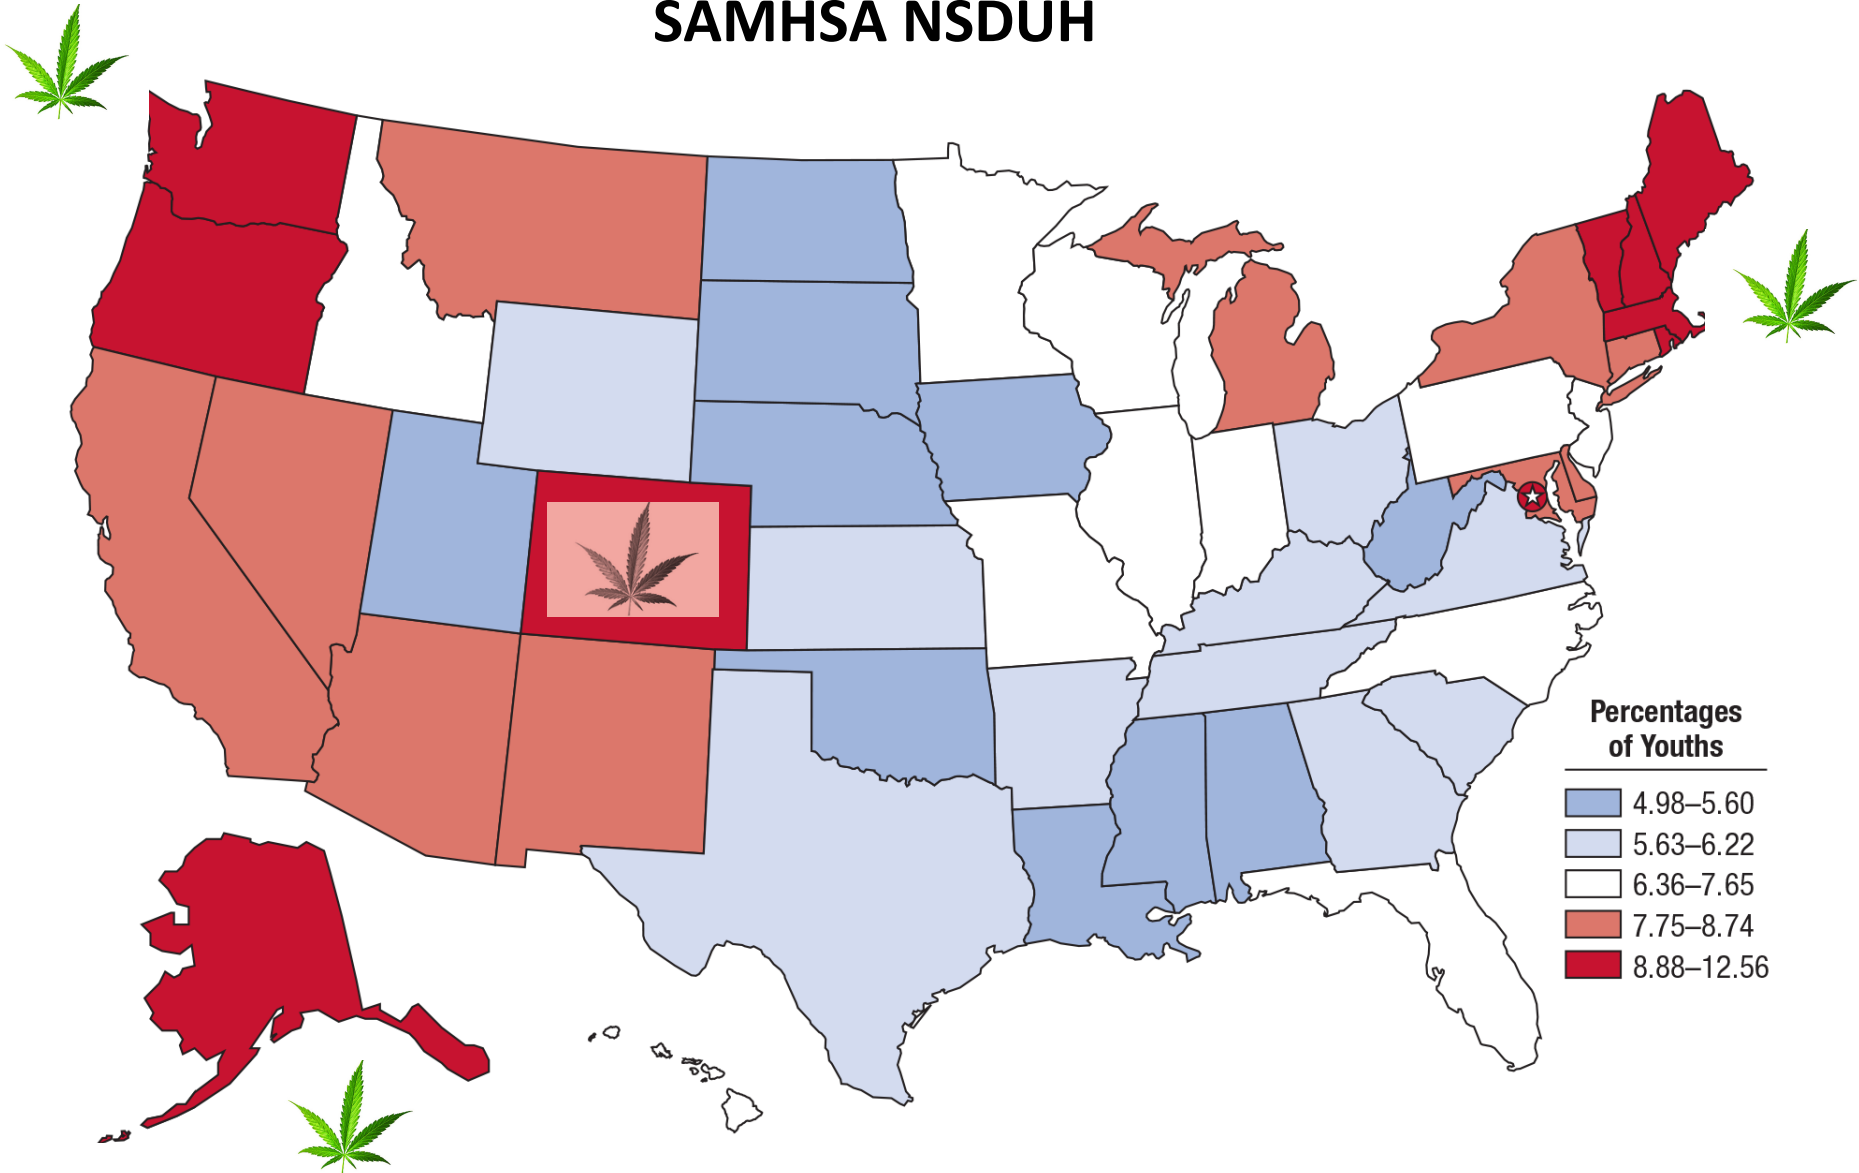 SAMHSA NSDUH
Percentages
of Youths
4.98–5.60
5.63–6.22
6.36–7.65
7.75–8.74
8.88–12.56